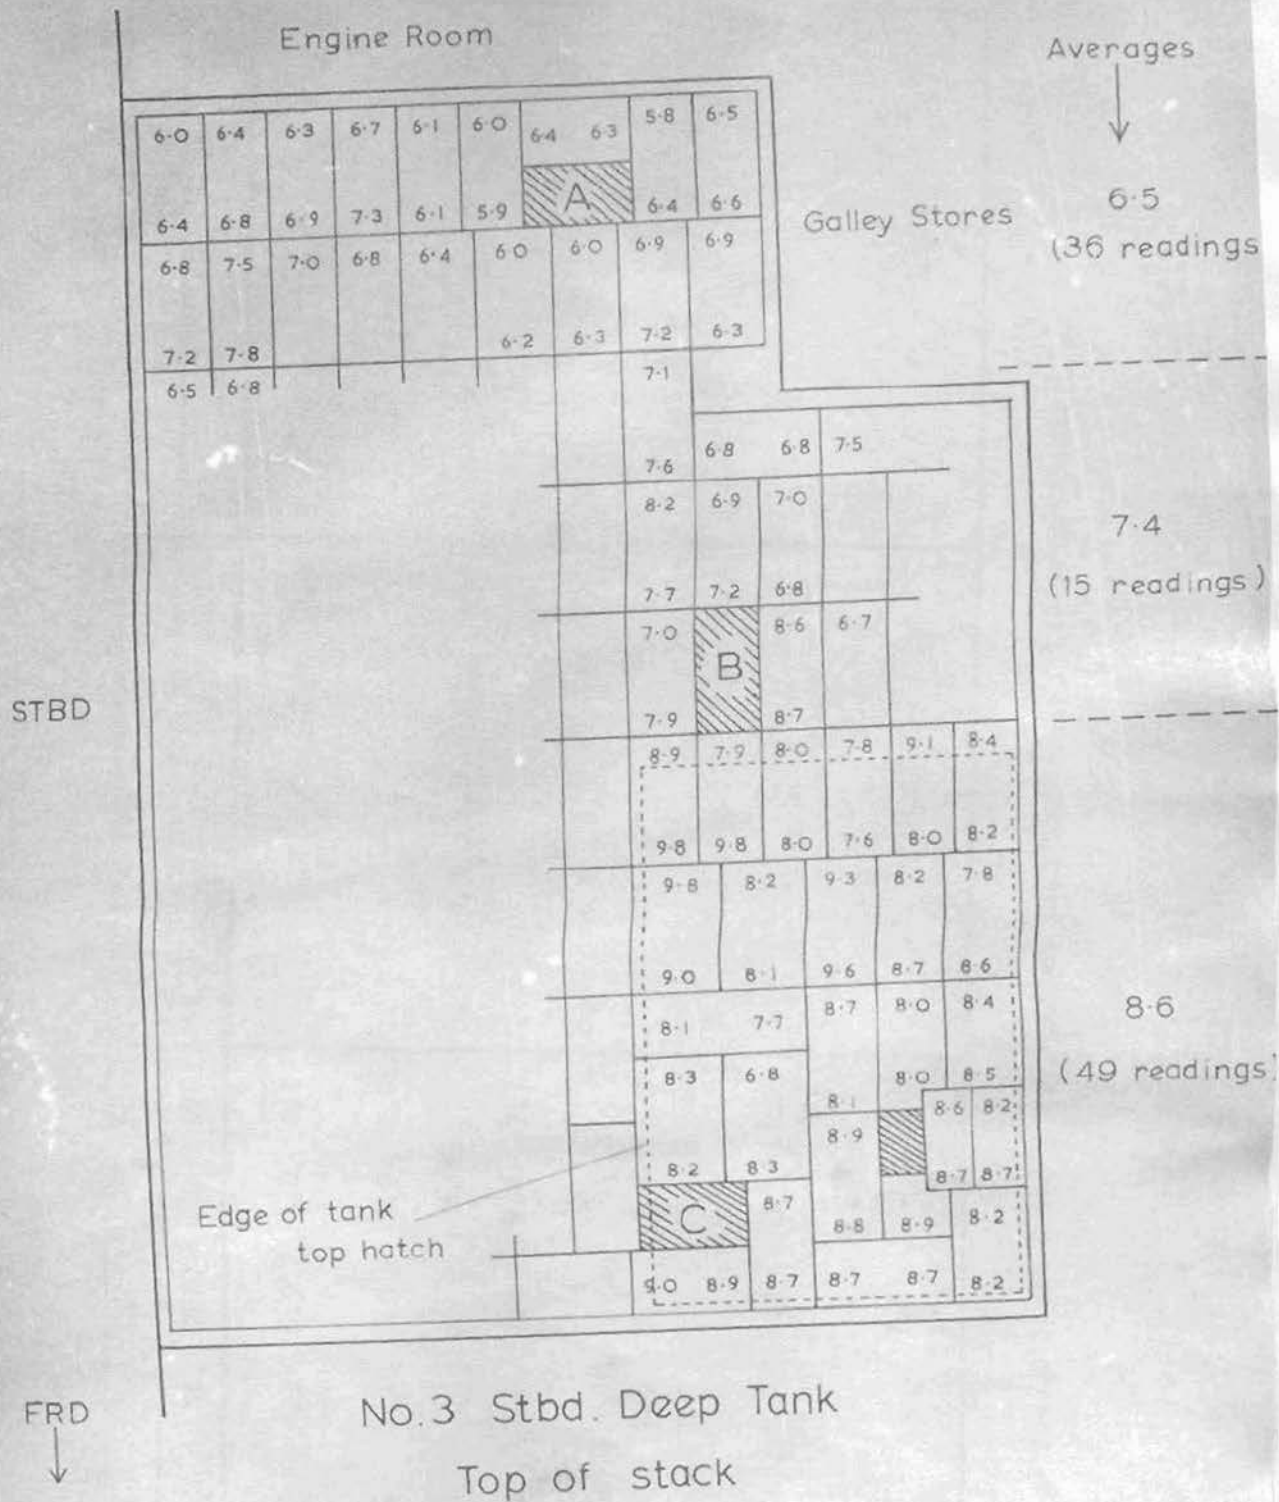 Engine Room
Averages
6·0 6·4 6·3 6·7 6·1 6·0 6·4 6·3 5·8 6·5
A
6·4 6·8 6·9 7·3 6·1 5·9 6·4 6·6
Galley Stores
6·5
(36 readings
6·8 7·5 7·0 6·8 6·4 6·0 6·0 6·9 6·9
7·2 7·8 6·2 6·3 7·2 6·3
6·5 6·8 7·1
7·6 6·8 6·8 7·5
8·2 6·9 7·0
7·4
(15 readings)
7·7 7·2 6·8
7·0 8·6 6·7
B
STBD
7·9 8·7
8·9 7·9 8·0 7·8 9·1 8·4
9·8 9·8 8·0 7·6 8·0 8·2
9·8 8·2 9·3 8·2 7·8
9·0 8·1 9·6 8·7 8·6
8·1 7·7 8·7 8·0 8·4
8·6
(49 readings)
8·3 6·8 8·1 8·0 8·5
8·9 8·6 8·2
8·2 8·3 8·7 8·7
Edge of tank
top hatch
C
8·7 8·8 8·9 8·2
9·0 8·9 8·7 8·7 8·7 8·2
FRD
No.3 Stbd. Deep Tank
Top of stack